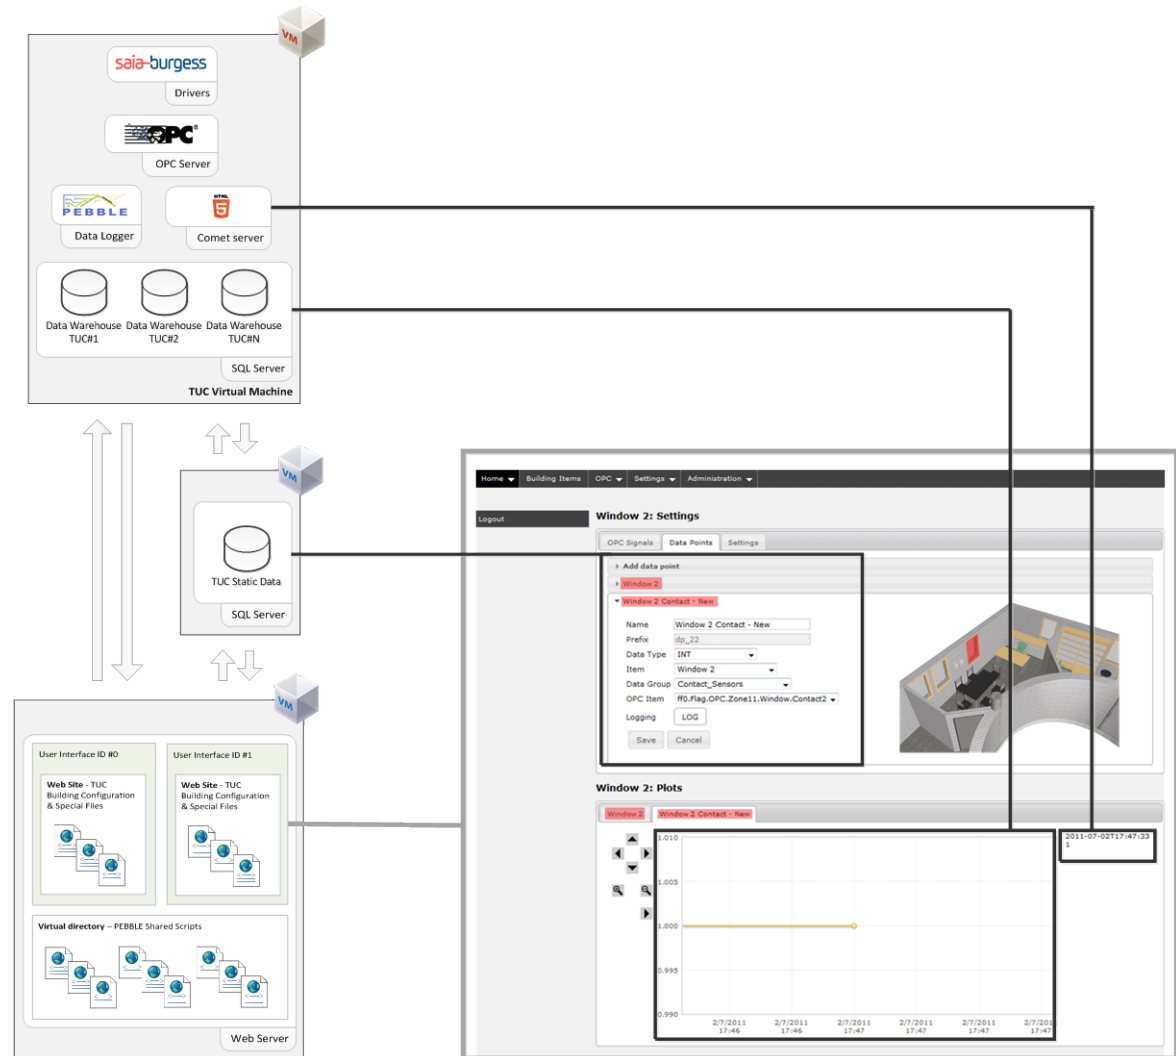 VM
saia-burgess
Drivers
OPC®
OPC Server
PEBBLE
Data Logger
HTML
5
Comet server
Data Warehouse TUC#1
Data Warehouse TUC#2
Data Warehouse TUC#N
SQL Server
TUC Virtual Machine
VM
TUC Static Data
SQL Server
VM
User Interface ID #0
Web Site - TUC
Building Configuration
& Special Files
User Interface ID #1
Web Site - TUC
Building Configuration
& Special Files
Virtual directory – PEBBLE Shared Scripts
Web Server
Home Building Items OPC Settings Administration
Logout
Window 2: Settings
OPC Signals Data Points Settings
Add data point
Window 2
Window 2 Contact - New
Name Window 2 Contact - New
Prefix dp_22
Data Type INT
Item Window 2
Data Group Contact_Sensors
OPC Item ff0.Flag.OPC.Zone11.Window.Contact2
Logging LOG
Save Cancel
Window 2: Plots
Window 2 Window 2 Contact - New
2011-07-02T17:47:33
1
1.010
1.005
1.000
0.995
0.990
2/7/2011 2/7/2011 2/7/2011 2/7/2011 2/7/2011 2/7/201
17:46 17:46 17:47 17:47 17:47 17:47